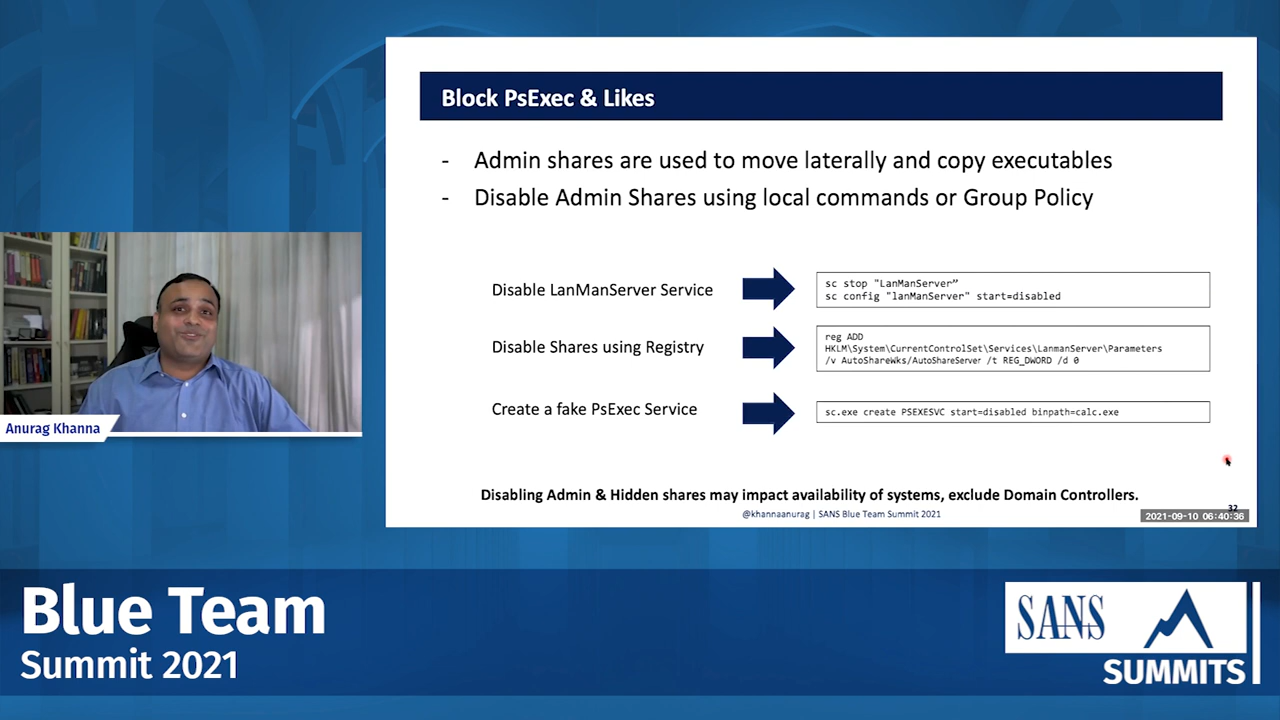 Block PsExec & Likes
- Admin shares are used to move laterally and copy executables
- Disable Admin Shares using local commands or Group Policy
Disable LanManServer Service
sc stop "LanManServer”
sc config "lanManServer" start=disabled
Disable Shares using Registry
reg ADD
HKLM\System\CurrentControlSet\Services\LanmanServer\Parameters
/v AutoShareWks/AutoShareServer /t REG_DWORD /d 0
Create a fake PsExec Service
sc.exe create PSEXESVC start=disabled binpath=calc.exe
Disabling Admin & Hidden shares may impact availability of systems, exclude Domain Controllers.
@khannaanurag | SANS Blue Team Summit 2021
32
2021-09-10 06:40:36
Anurag Khanna
Blue Team
Summit 2021
SANS
SUMMITS